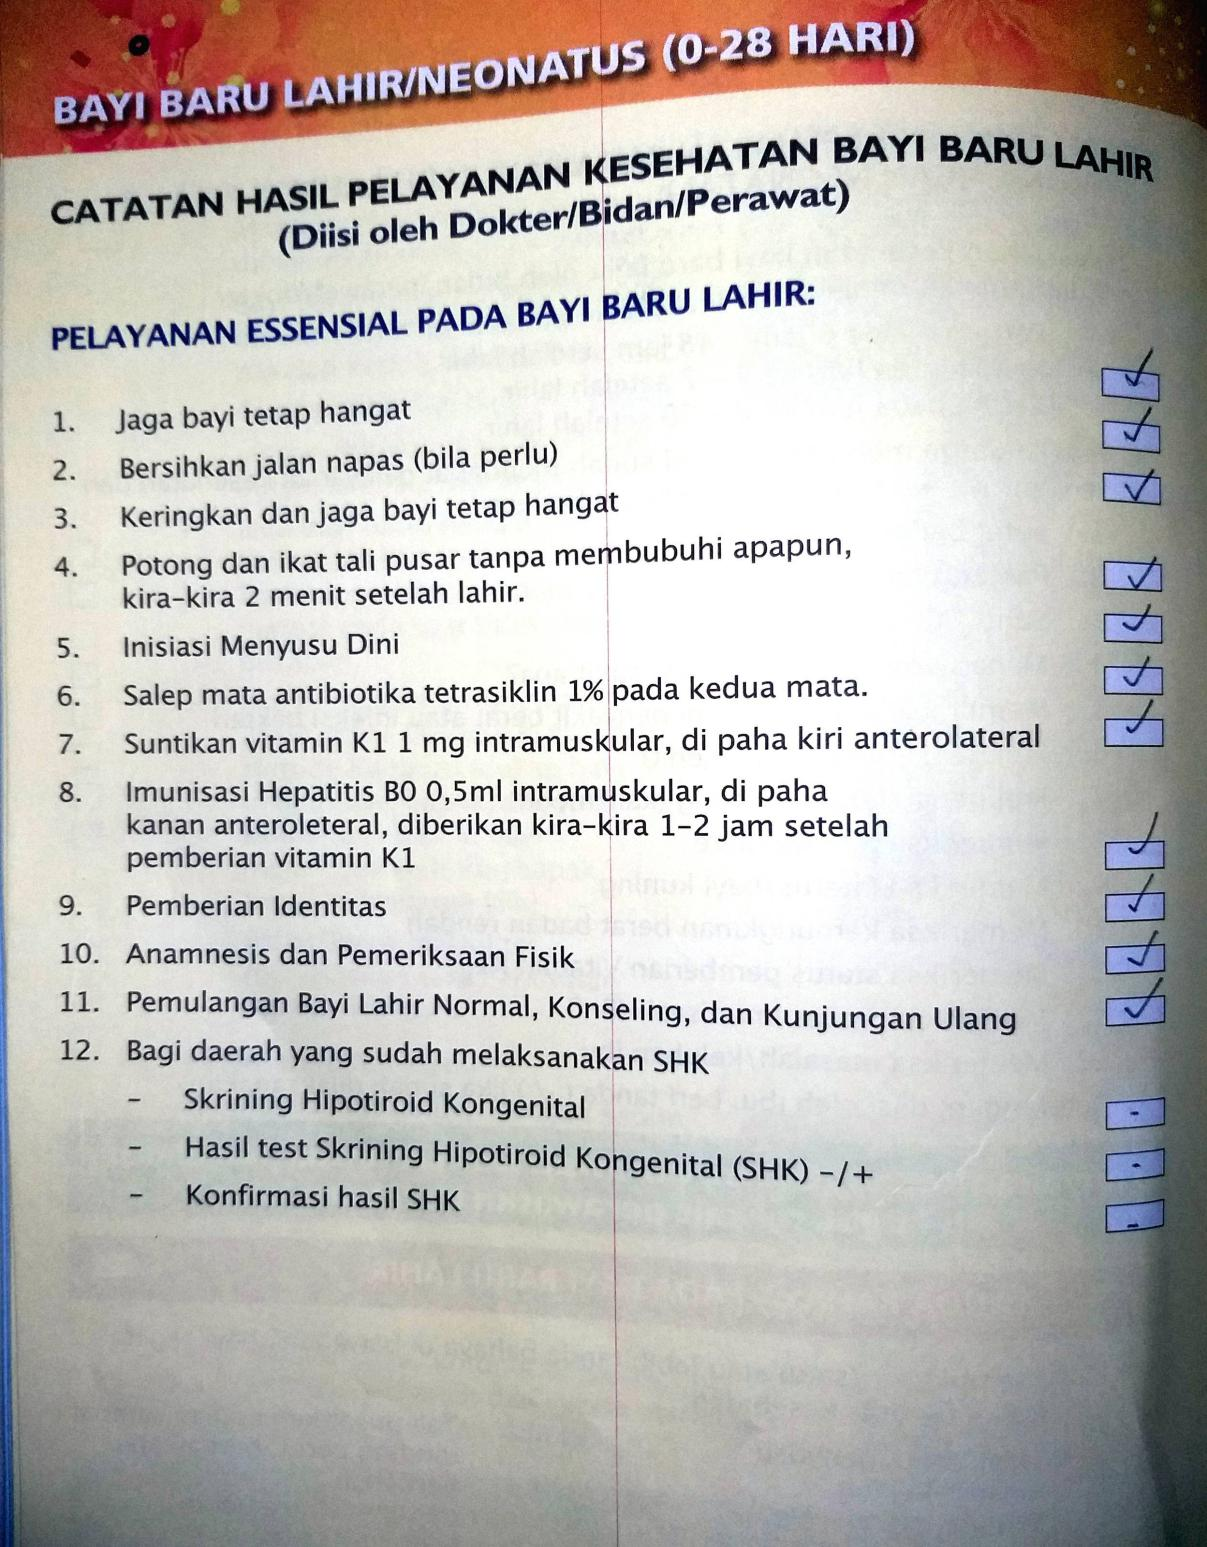 BAYI BARU LAHIR/NEONATUS (0-28 HARI)
CATATAN HASIL PELAYANAN KESEHATAN BAYI BARU LAHIR
(Diisi oleh Dokter/Bidan/Perawat)
PELAYANAN ESSENSIAL PADA BAYI BARU LAHIR:
1. Jaga bayi tetap hangat ✓
2. Bersihkan jalan napas (bila perlu) ✓
3. Keringkan dan jaga bayi tetap hangat ✓
4. Potong dan ikat tali pusar tanpa membubuhi apapun,
kira-kira 2 menit setelah lahir. ✓
5. Inisiasi Menyusu Dini ✓
6. Salep mata antibiotika tetrasiklin 1% pada kedua mata. ✓
7. Suntikan vitamin K1 1 mg intramuskular, di paha kiri anterolateral ✓
8. Imunisasi Hepatitis B0 0,5ml intramuskular, di paha
kanan anteroleteral, diberikan kira-kira 1-2 jam setelah
pemberian vitamin K1 ✓
9. Pemberian Identitas ✓
10. Anamnesis dan Pemeriksaan Fisik ✓
11. Pemulangan Bayi Lahir Normal, Konseling, dan Kunjungan Ulang ✓
12. Bagi daerah yang sudah melaksanakan SHK
- Skrining Hipotiroid Kongenital -
- Hasil test Skrining Hipotiroid Kongenital (SHK) -/+ -
- Konfirmasi hasil SHK -